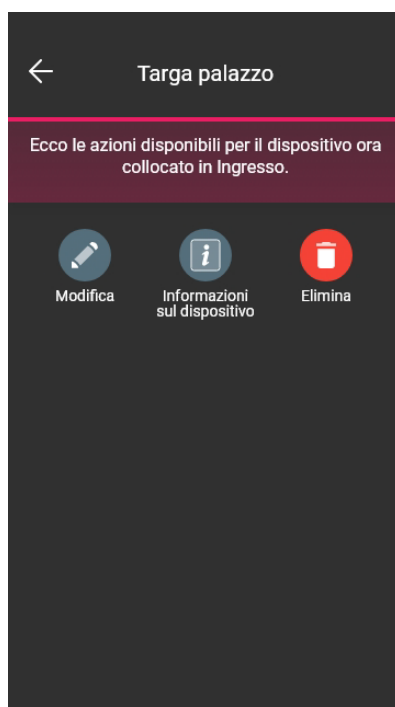 Targa palazzo
Ecco le azioni disponibili per il dispositivo ora
collocato in Ingresso.
Modifica
Informazioni
sul dispositivo
Elimina